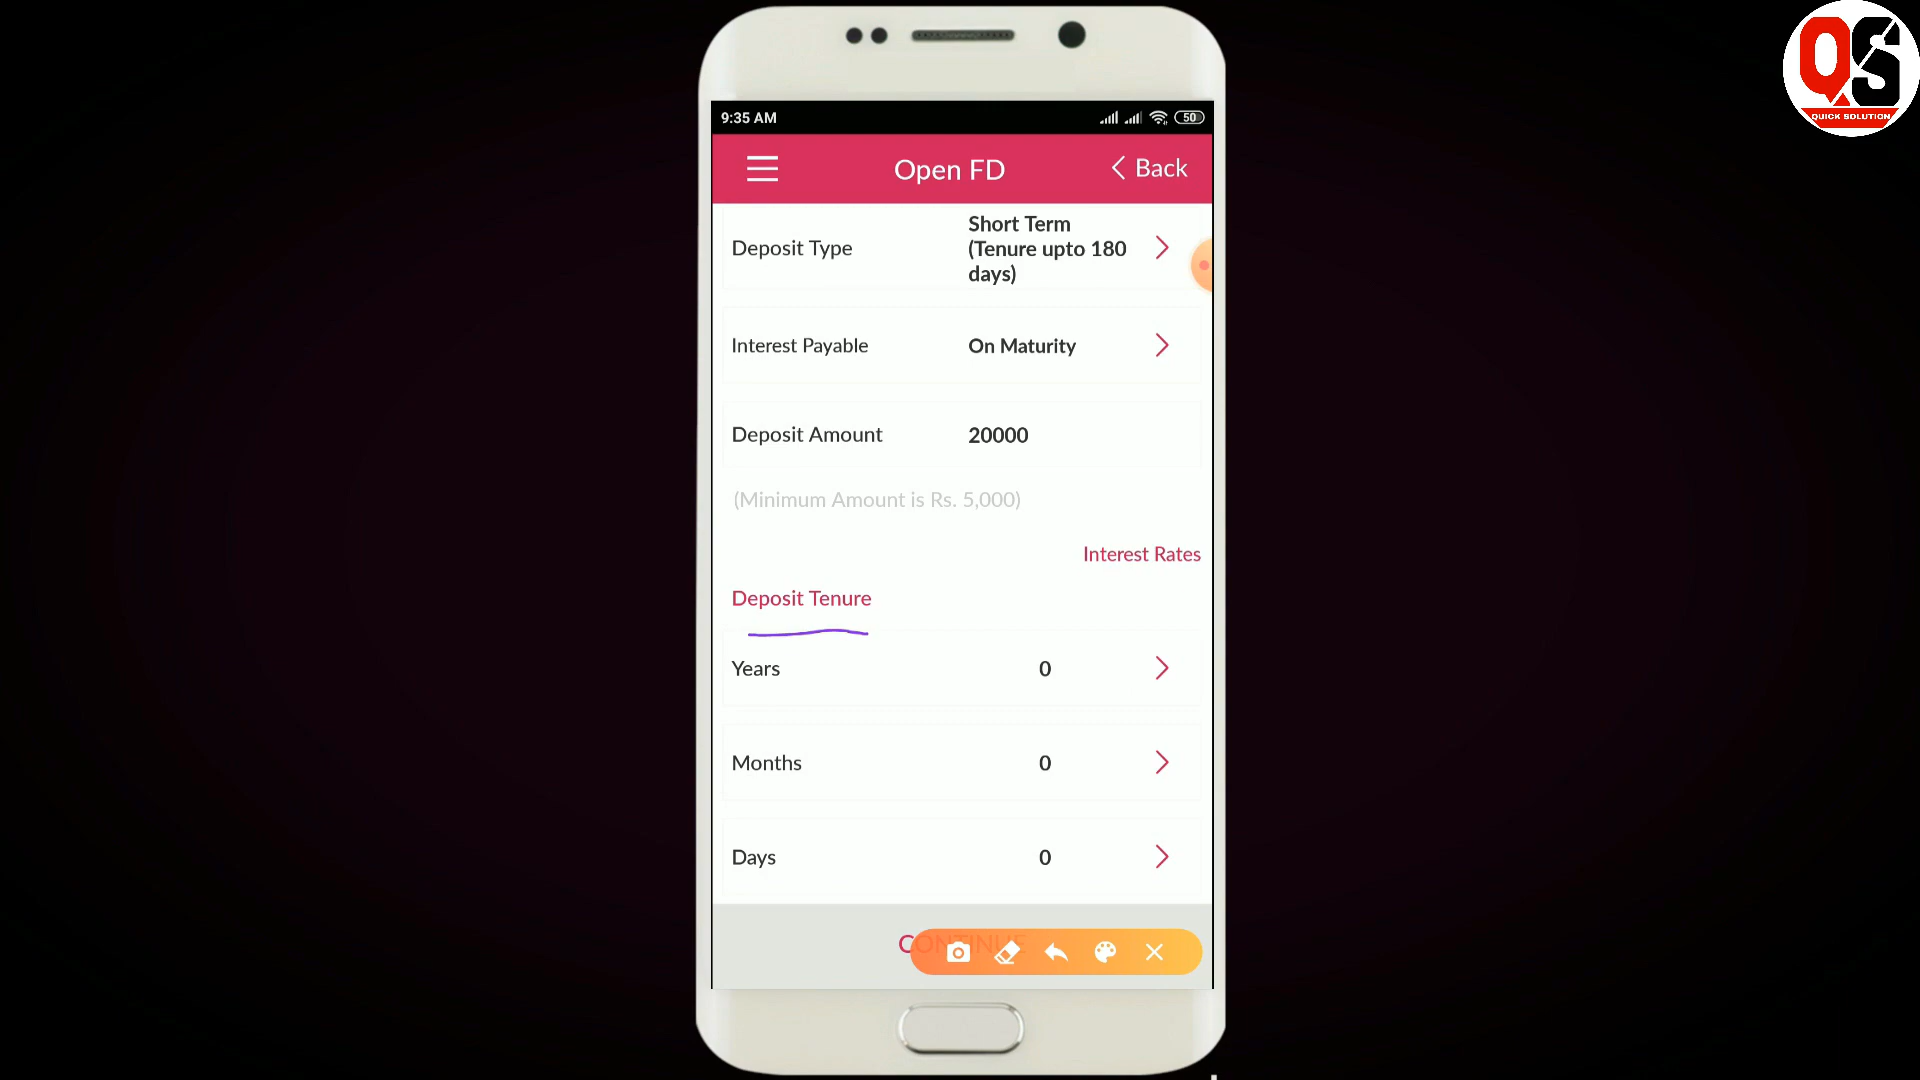 QS
QUICK SOLUTION
9:35 AM
50
Open FD
Back
Deposit Type
Short Term
(Tenure upto 180
days)
Interest Payable
On Maturity
Deposit Amount
20000
(Minimum Amount is Rs. 5,000)
Interest Rates
Deposit Tenure
Years
0
Months
0
Days
0
CONTINUE